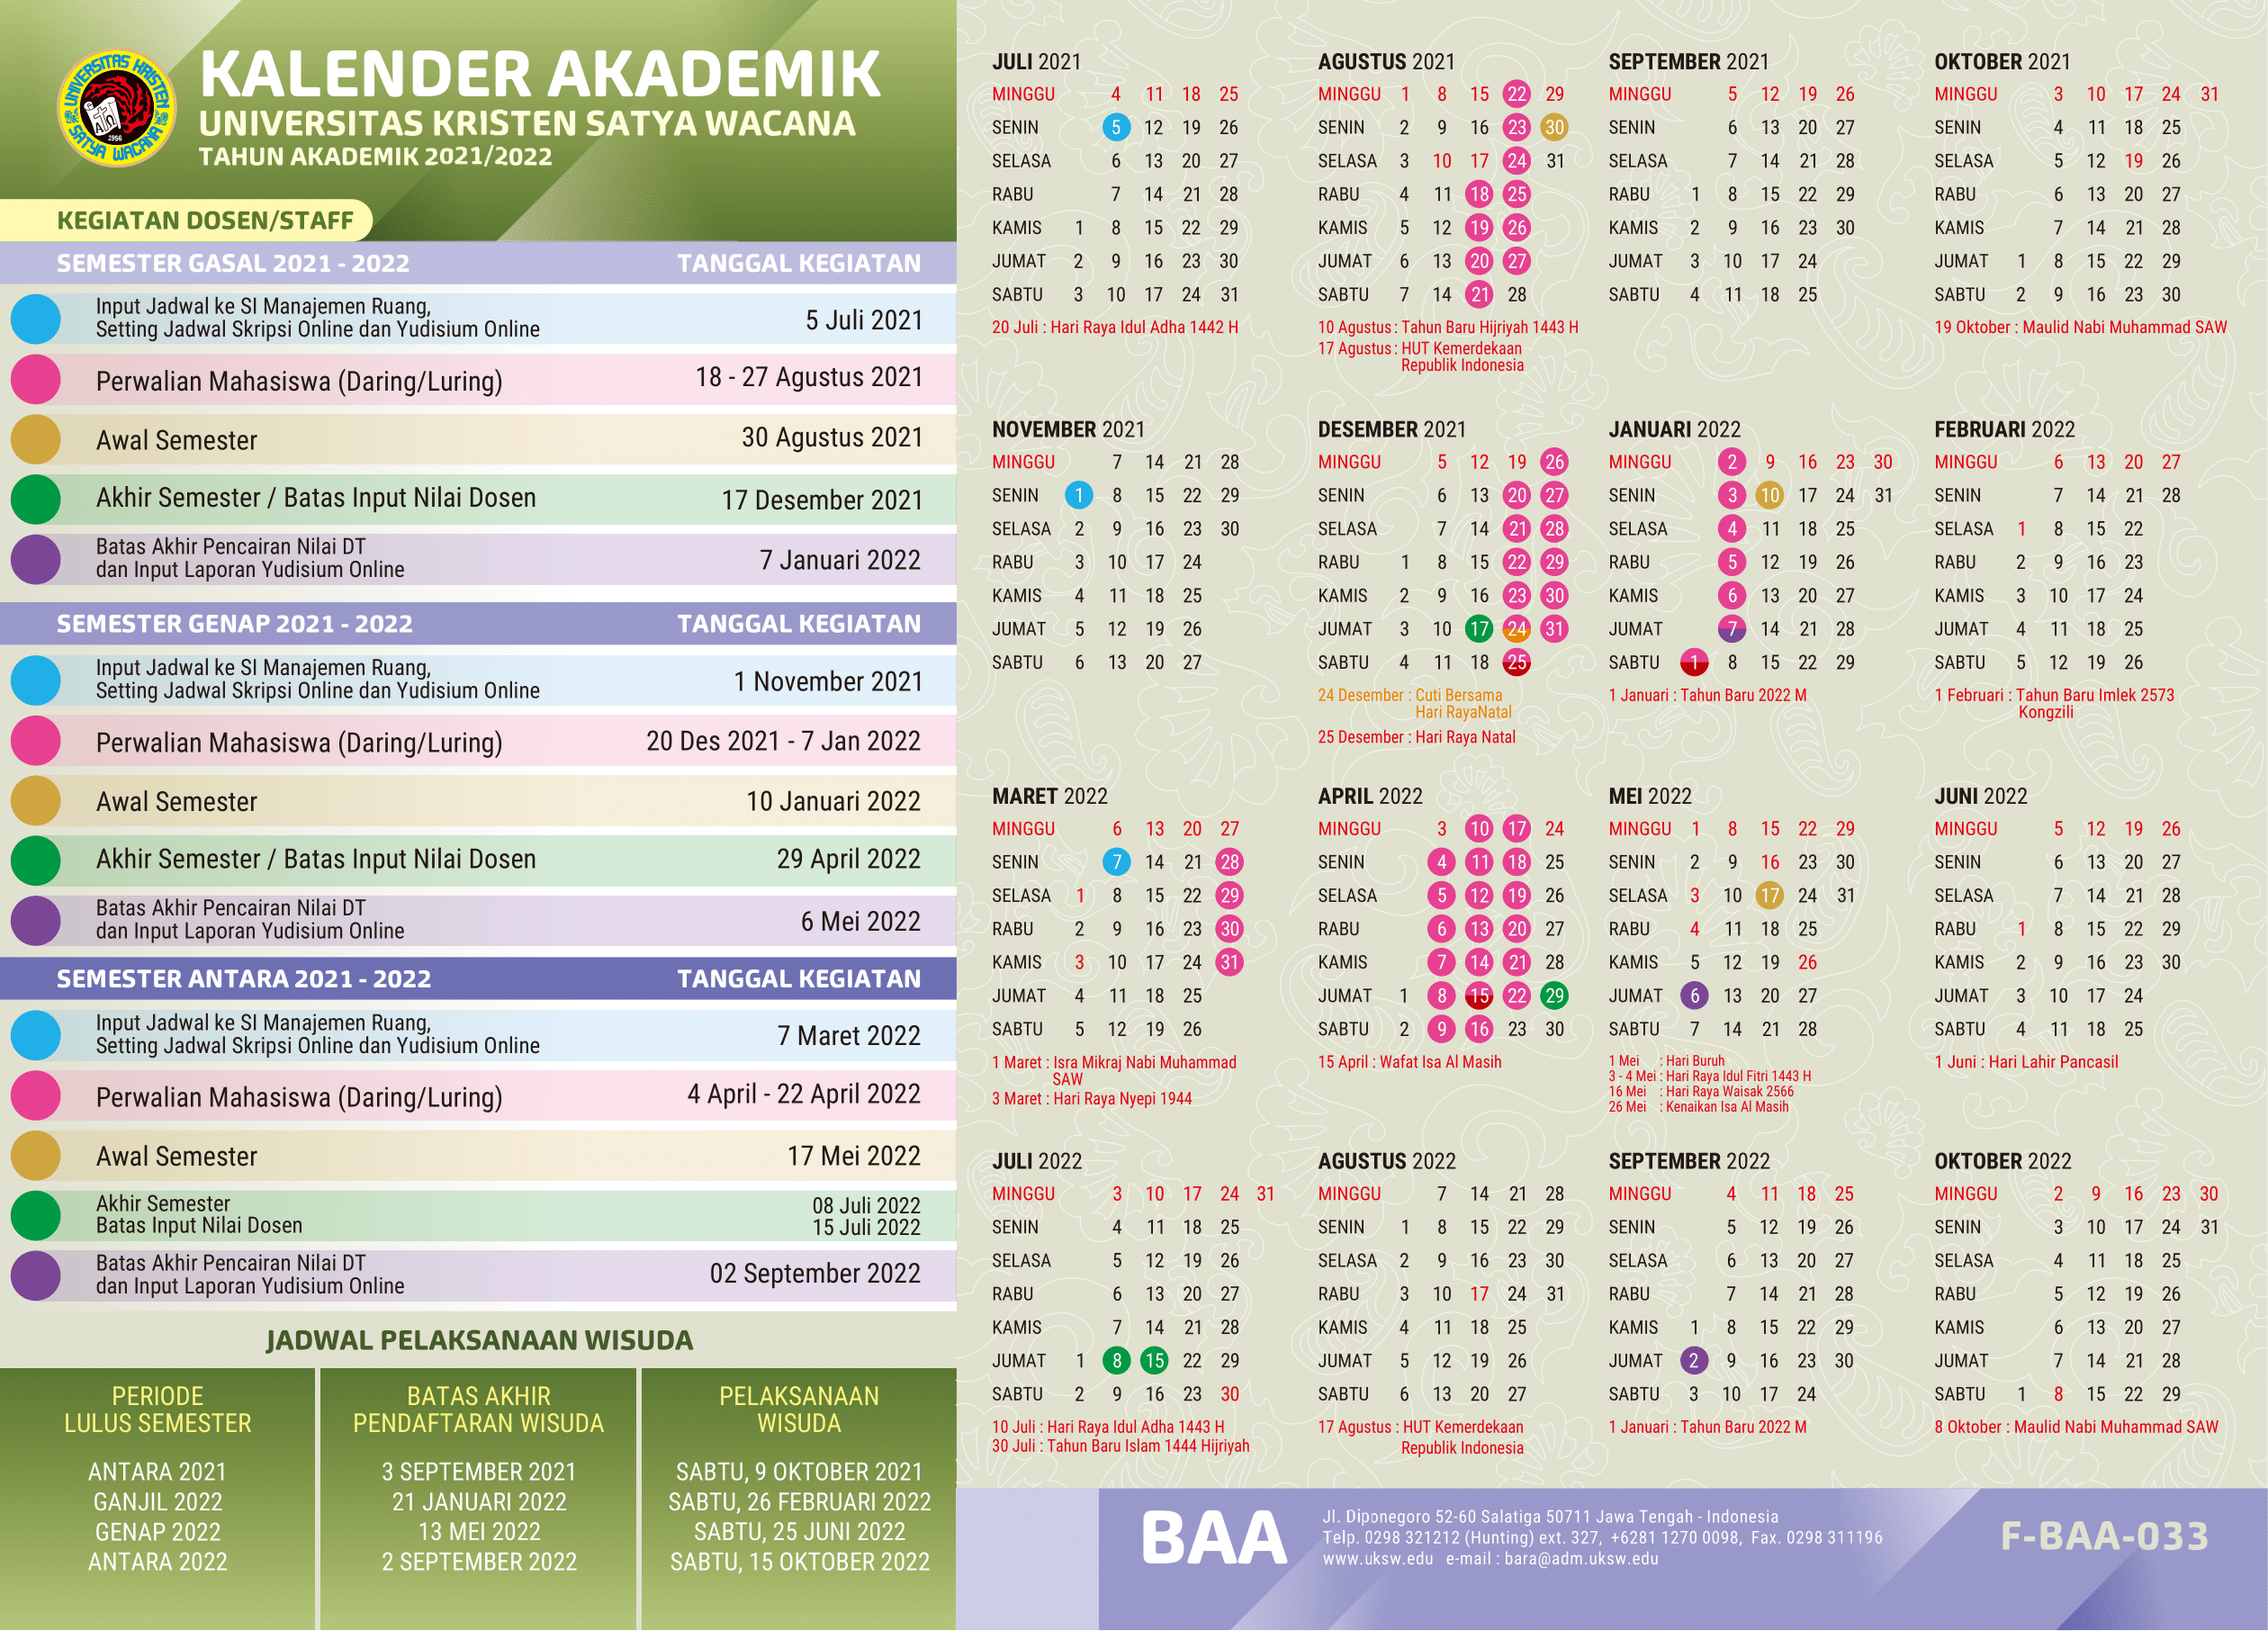 UNIVERSITAS KRISTEN
SATYA WACANA
1956
KALENDER AKADEMIK
UNIVERSITAS KRISTEN SATYA WACANA
TAHUN AKADEMIK 2021/2022
KEGIATAN DOSEN/STAFF
SEMESTER GASAL 2021 - 2022 TANGGAL KEGIATAN
Input Jadwal ke SI Manajemen Ruang,
Setting Jadwal Skripsi Online dan Yudisium Online 5 Juli 2021
Perwalian Mahasiswa (Daring/Luring) 18 - 27 Agustus 2021
Awal Semester 30 Agustus 2021
Akhir Semester / Batas Input Nilai Dosen 17 Desember 2021
Batas Akhir Pencairan Nilai DT
dan Input Laporan Yudisium Online 7 Januari 2022
SEMESTER GENAP 2021 - 2022 TANGGAL KEGIATAN
Input Jadwal ke SI Manajemen Ruang,
Setting Jadwal Skripsi Online dan Yudisium Online 1 November 2021
Perwalian Mahasiswa (Daring/Luring) 20 Des 2021 - 7 Jan 2022
Awal Semester 10 Januari 2022
Akhir Semester / Batas Input Nilai Dosen 29 April 2022
Batas Akhir Pencairan Nilai DT
dan Input Laporan Yudisium Online 6 Mei 2022
SEMESTER ANTARA 2021 - 2022 TANGGAL KEGIATAN
Input Jadwal ke SI Manajemen Ruang,
Setting Jadwal Skripsi Online dan Yudisium Online 7 Maret 2022
Perwalian Mahasiswa (Daring/Luring) 4 April - 22 April 2022
Awal Semester 17 Mei 2022
Akhir Semester 08 Juli 2022
Batas Input Nilai Dosen 15 Juli 2022
Batas Akhir Pencairan Nilai DT
dan Input Laporan Yudisium Online 02 September 2022
JADWAL PELAKSANAAN WISUDA
PERIODE
LULUS SEMESTER
ANTARA 2021
GANJIL 2022
GENAP 2022
ANTARA 2022
BATAS AKHIR
PENDAFTARAN WISUDA
3 SEPTEMBER 2021
21 JANUARI 2022
13 MEI 2022
2 SEPTEMBER 2022
PELAKSANAAN
WISUDA
SABTU, 9 OKTOBER 2021
SABTU, 26 FEBRUARI 2022
SABTU, 25 JUNI 2022
SABTU, 15 OKTOBER 2022
JULI 2021
MINGGU 4 11 18 25
SENIN 5 12 19 26
SELASA 6 13 20 27
RABU 7 14 21 28
KAMIS 1 8 15 22 29
JUMAT 2 9 16 23 30
SABTU 3 10 17 24 31
20 Juli : Hari Raya Idul Adha 1442 H
AGUSTUS 2021
MINGGU 1 8 15 22 29
SENIN 2 9 16 23 30
SELASA 3 10 17 24 31
RABU 4 11 18 25
KAMIS 5 12 19 26
JUMAT 6 13 20 27
SABTU 7 14 21 28
10 Agustus : Tahun Baru Hijriyah 1443 H
17 Agustus : HUT Kemerdekaan
Republik Indonesia
SEPTEMBER 2021
MINGGU 5 12 19 26
SENIN 6 13 20 27
SELASA 7 14 21 28
RABU 1 8 15 22 29
KAMIS 2 9 16 23 30
JUMAT 3 10 17 24
SABTU 4 11 18 25
OKTOBER 2021
MINGGU 3 10 17 24 31
SENIN 4 11 18 25
SELASA 5 12 19 26
RABU 6 13 20 27
KAMIS 7 14 21 28
JUMAT 1 8 15 22 29
SABTU 2 9 16 23 30
19 Oktober : Maulid Nabi Muhammad SAW
NOVEMBER 2021
MINGGU 7 14 21 28
SENIN 1 8 15 22 29
SELASA 2 9 16 23 30
RABU 3 10 17 24
KAMIS 4 11 18 25
JUMAT 5 12 19 26
SABTU 6 13 20 27
DESEMBER 2021
MINGGU 5 12 19 26
SENIN 6 13 20 27
SELASA 7 14 21 28
RABU 1 8 15 22 29
KAMIS 2 9 16 23 30
JUMAT 3 10 17 24 31
SABTU 4 11 18 25
24 Desember : Cuti Bersama
Hari RayaNatal
25 Desember : Hari Raya Natal
JANUARI 2022
MINGGU 2 9 16 23 30
SENIN 3 10 17 24 31
SELASA 4 11 18 25
RABU 5 12 19 26
KAMIS 6 13 20 27
JUMAT 7 14 21 28
SABTU 1 8 15 22 29
1 Januari : Tahun Baru 2022 M
FEBRUARI 2022
MINGGU 6 13 20 27
SENIN 7 14 21 28
SELASA 1 8 15 22
RABU 2 9 16 23
KAMIS 3 10 17 24
JUMAT 4 11 18 25
SABTU 5 12 19 26
1 Februari : Tahun Baru Imlek 2573
Kongzili
MARET 2022
MINGGU 6 13 20 27
SENIN 7 14 21 28
SELASA 1 8 15 22 29
RABU 2 9 16 23 30
KAMIS 3 10 17 24 31
JUMAT 4 11 18 25
SABTU 5 12 19 26
1 Maret : Isra Mikraj Nabi Muhammad
SAW
3 Maret : Hari Raya Nyepi 1944
APRIL 2022
MINGGU 3 10 17 24
SENIN 4 11 18 25
SELASA 5 12 19 26
RABU 6 13 20 27
KAMIS 7 14 21 28
JUMAT 1 8 15 22 29
SABTU 2 9 16 23 30
15 April : Wafat Isa Al Masih
MEI 2022
MINGGU 1 8 15 22 29
SENIN 2 9 16 23 30
SELASA 3 10 17 24 31
RABU 4 11 18 25
KAMIS 5 12 19 26
JUMAT 6 13 20 27
SABTU 7 14 21 28
1 Mei : Hari Buruh
3 - 4 Mei : Hari Raya Idul Fitri 1443 H
16 Mei : Hari Raya Waisak 2566
26 Mei : Kenaikan Isa Al Masih
JUNI 2022
MINGGU 5 12 19 26
SENIN 6 13 20 27
SELASA 7 14 21 28
RABU 1 8 15 22 29
KAMIS 2 9 16 23 30
JUMAT 3 10 17 24
SABTU 4 11 18 25
1 Juni : Hari Lahir Pancasil
JULI 2022
MINGGU 3 10 17 24 31
SENIN 4 11 18 25
SELASA 5 12 19 26
RABU 6 13 20 27
KAMIS 7 14 21 28
JUMAT 1 8 15 22 29
SABTU 2 9 16 23 30
10 Juli : Hari Raya Idul Adha 1443 H
30 Juli : Tahun Baru Islam 1444 Hijriyah
AGUSTUS 2022
MINGGU 7 14 21 28
SENIN 1 8 15 22 29
SELASA 2 9 16 23 30
RABU 3 10 17 24 31
KAMIS 4 11 18 25
JUMAT 5 12 19 26
SABTU 6 13 20 27
17 Agustus : HUT Kemerdekaan
Republik Indonesia
SEPTEMBER 2022
MINGGU 4 11 18 25
SENIN 5 12 19 26
SELASA 6 13 20 27
RABU 7 14 21 28
KAMIS 1 8 15 22 29
JUMAT 2 9 16 23 30
SABTU 3 10 17 24
1 Januari : Tahun Baru 2022 M
OKTOBER 2022
MINGGU 2 9 16 23 30
SENIN 3 10 17 24 31
SELASA 4 11 18 25
RABU 5 12 19 26
KAMIS 6 13 20 27
JUMAT 7 14 21 28
SABTU 1 8 15 22 29
8 Oktober : Maulid Nabi Muhammad SAW
BAA
Jl. Diponegoro 52-60 Salatiga 50711 Jawa Tengah - Indonesia
Telp. 0298 321212 (Hunting) ext. 327, +6281 1270 0098, Fax. 0298 311196
www.uksw.edu e-mail : bara@adm.uksw.edu
F-BAA-033